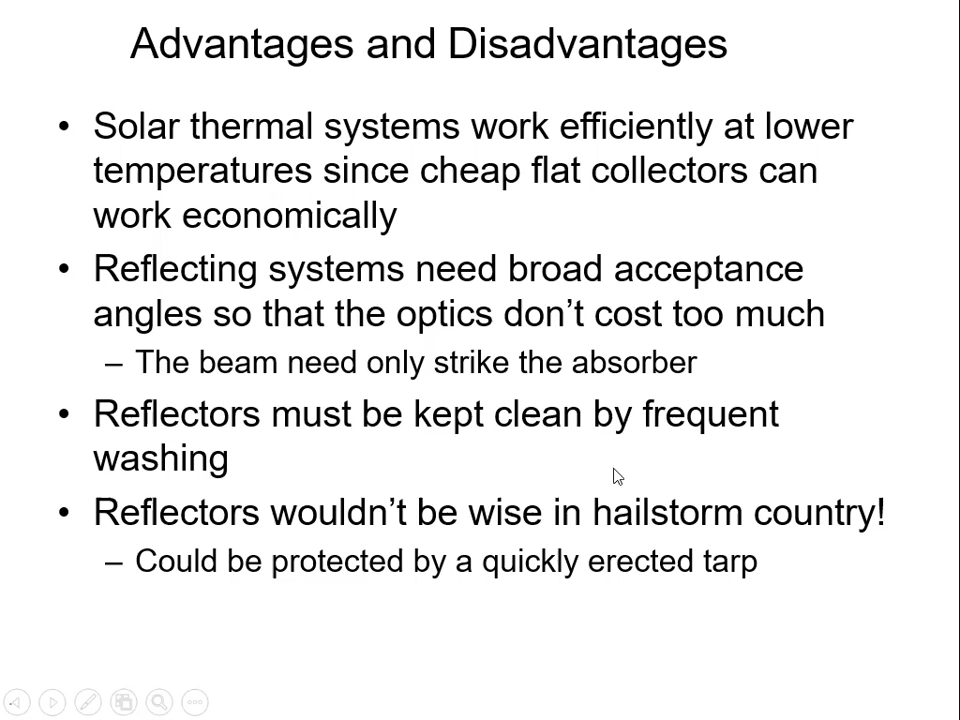 Advantages and Disadvantages
• Solar thermal systems work efficiently at lower
temperatures since cheap flat collectors can
work economically
• Reflecting systems need broad acceptance
angles so that the optics don’t cost too much
– The beam need only strike the absorber
• Reflectors must be kept clean by frequent
washing
• Reflectors wouldn’t be wise in hailstorm country!
– Could be protected by a quickly erected tarp